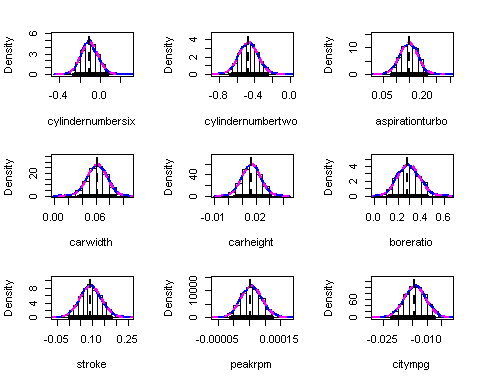 Density
0 3 6
-0.4 0.0
cylindernumbersix
Density
0 2 4
-0.8 -0.4 0.0
cylindernumbertwo
Density
0 15
0.05 0.20
aspirationturbo
Density
0 20
0.00 0.06
carwidth
Density
0 40
-0.01 0.02
carheight
Density
0 2 4
0.0 0.2 0.4 0.6
boreratio
Density
0 4 8
-0.05 0.10 0.25
stroke
Density
0 10000
-0.00005 0.00015
peakrpm
Density
0 60
-0.025 -0.010
citympg